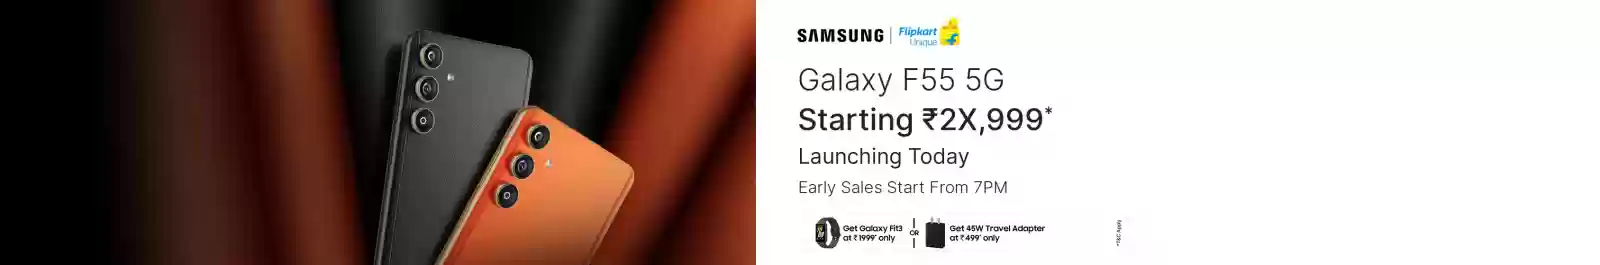 SAMSUNG | Flipkart Unique
Galaxy F55 5G
Starting ₹2X,999*
Launching Today
Early Sales Start From 7PM
Get Galaxy Fit3
at ₹1999* only
OR
Get 45W Travel Adapter
at ₹499* only
*T&C Apply